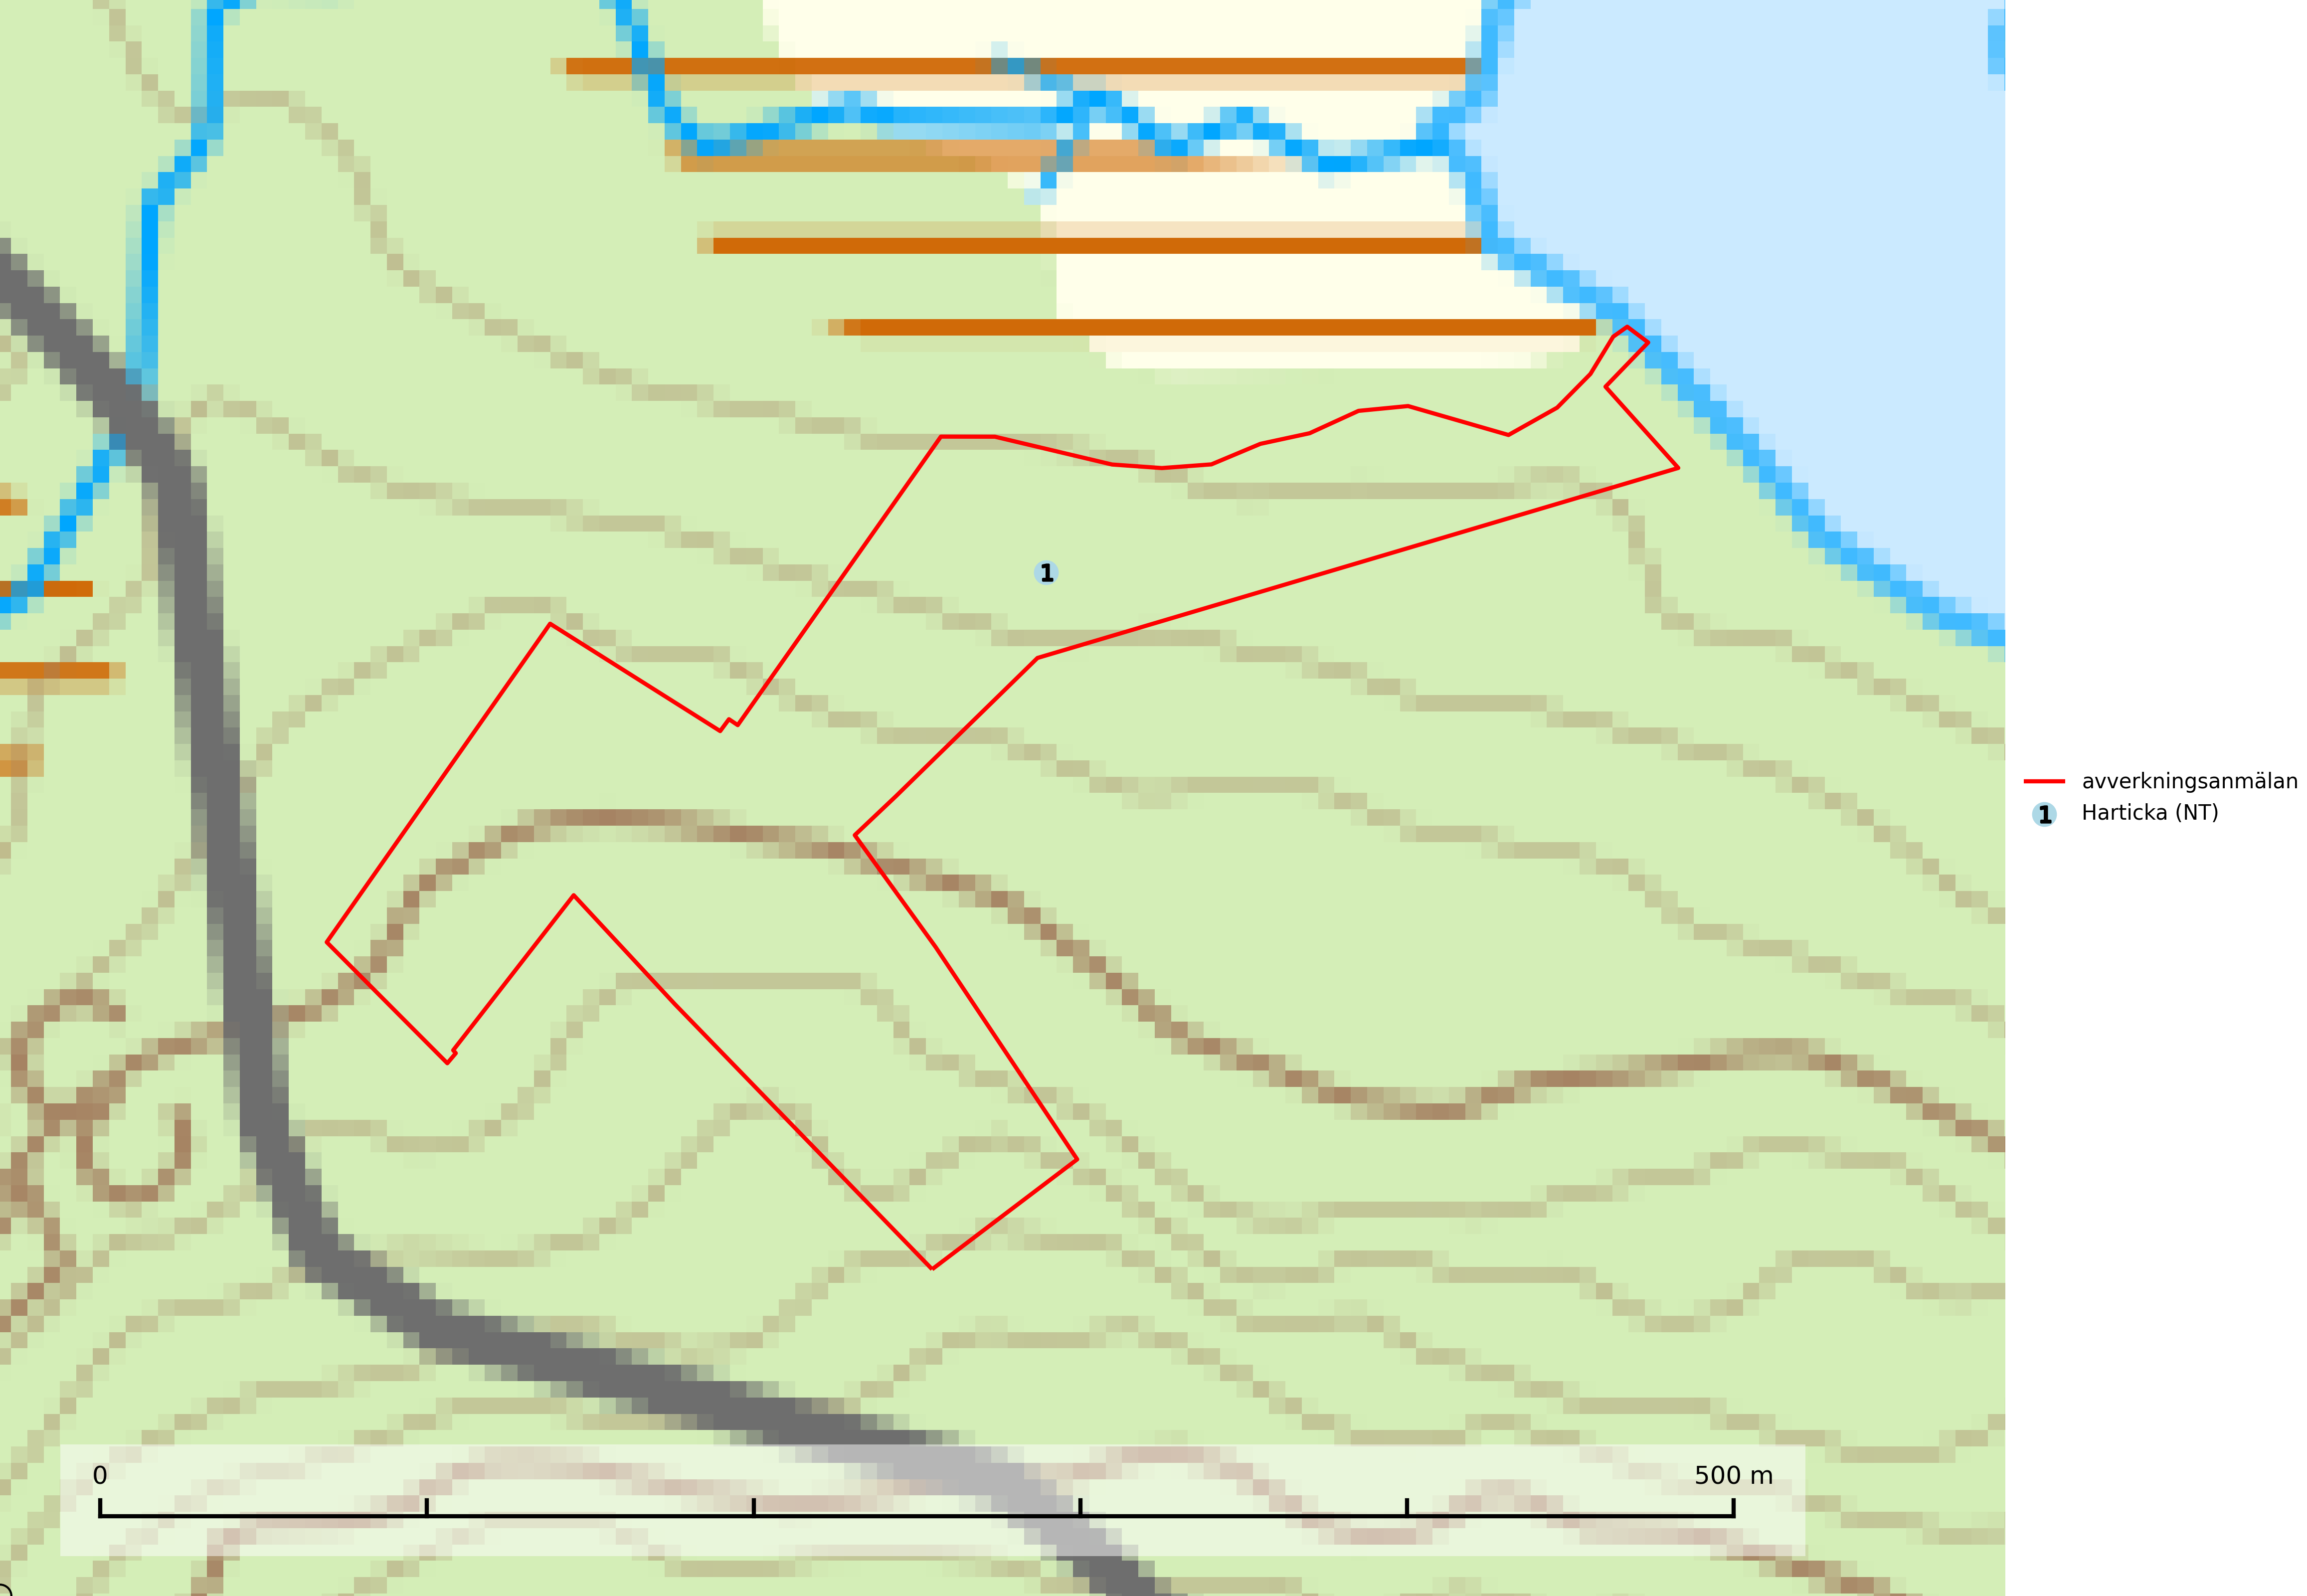 1
avverkningsanmälan
1 Harticka (NT)
0 500 m